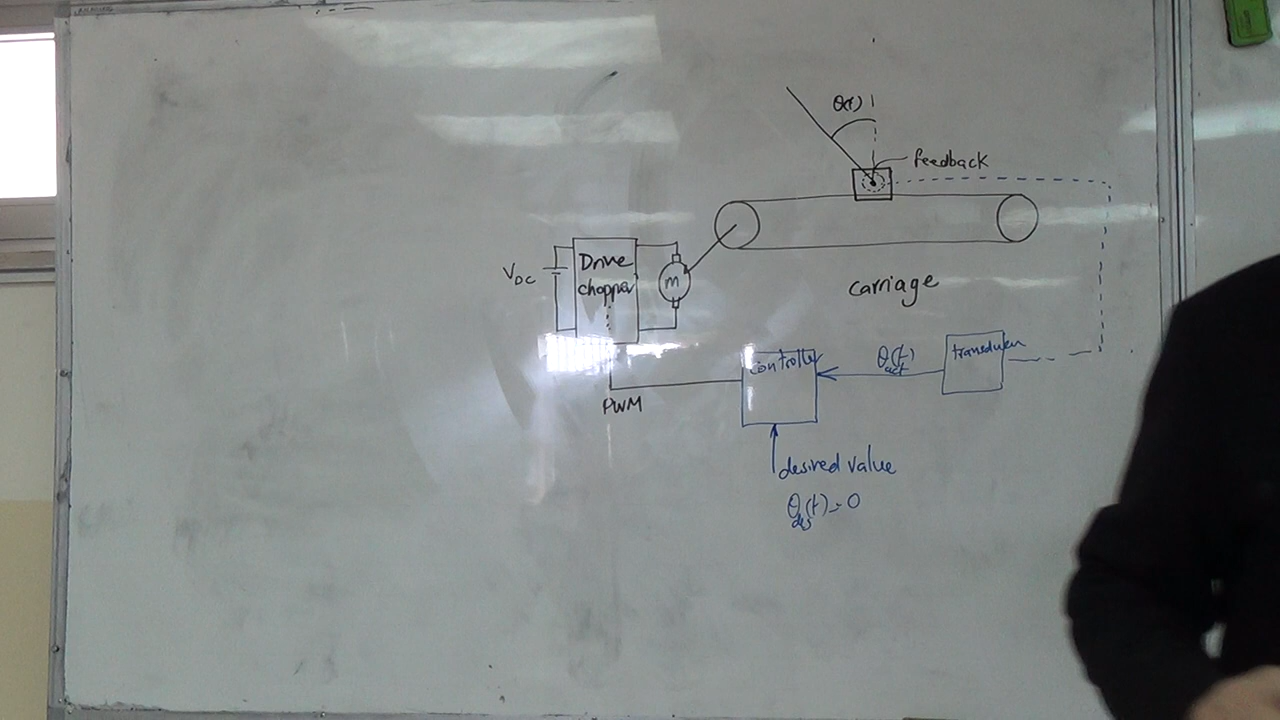 θ(t)
feedback
Drive
chopper
VDC
m
carriage
controller
θact(t)
transducer
PWM
desired value
θdes(t) = 0